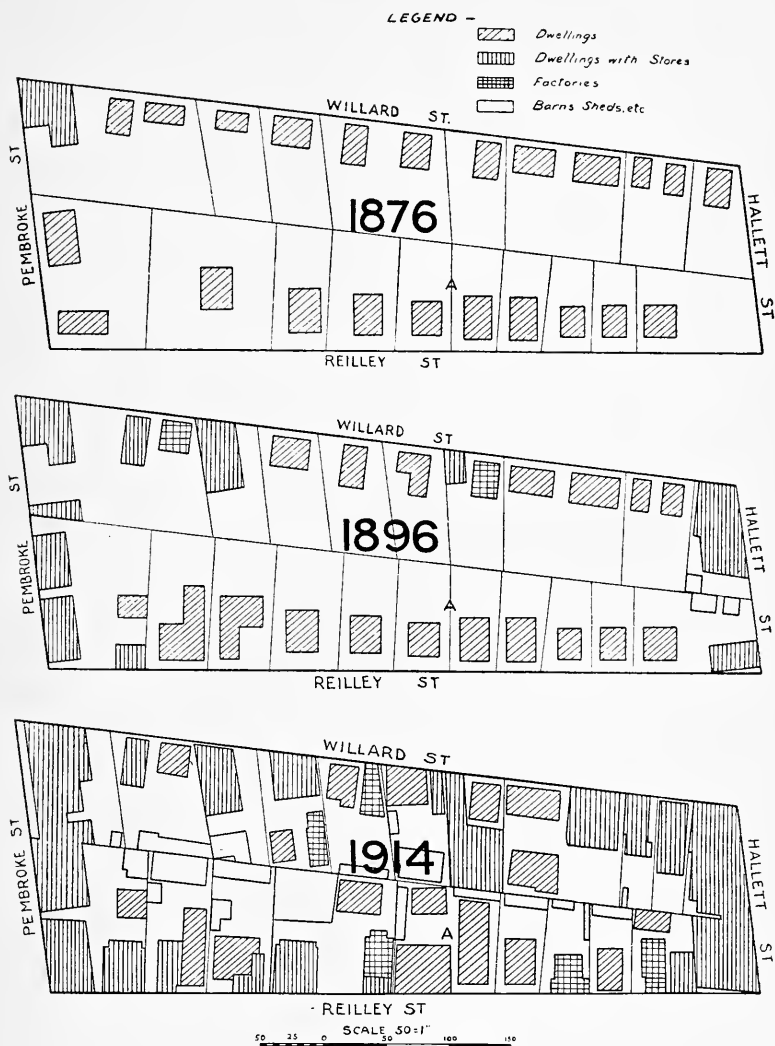 LEGEND -
Dwellings
Dwellings with Stores
Factories
Barns Sheds, etc
WILLARD ST.
PEMBROKE ST
1876
HALLETT ST
A
REILLEY ST
WILLARD ST
PEMBROKE ST
1896
HALLETT ST
A
REILLEY ST
WILLARD ST
PEMBROKE ST
1914
HALLETT ST
A
- REILLEY ST
SCALE 50=1"
50 25 0 50 100 150